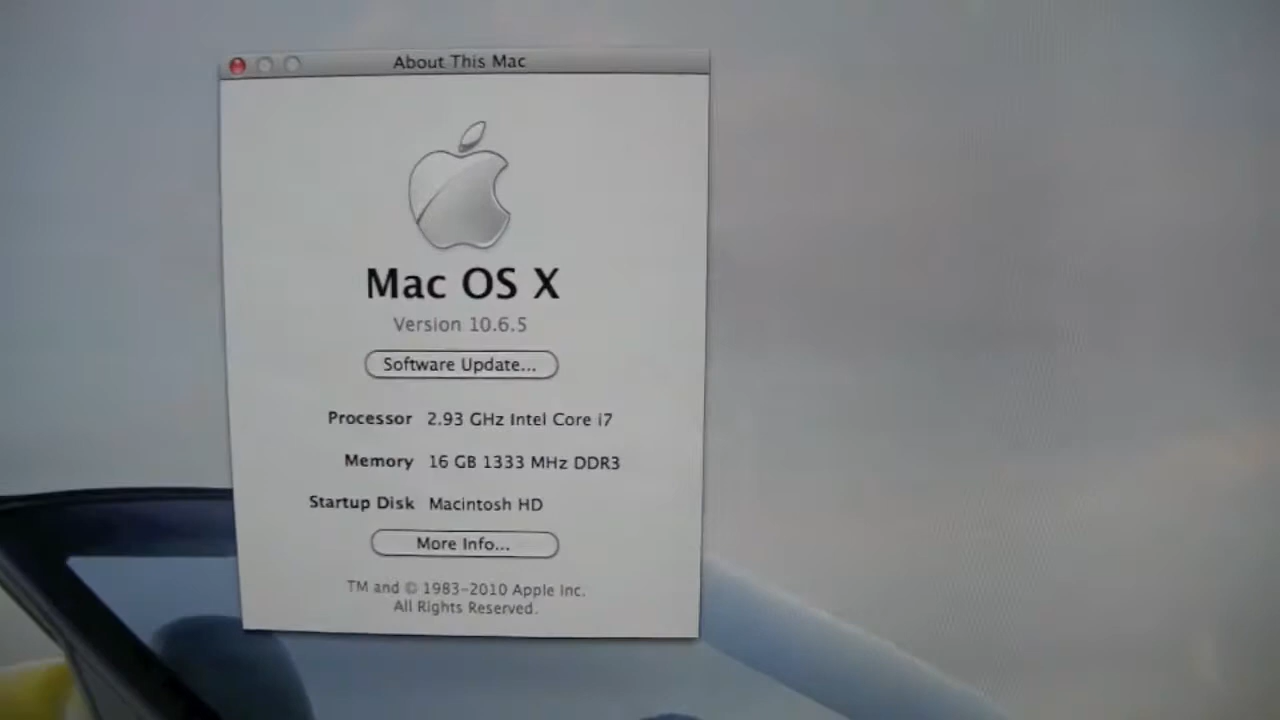 About This Mac
Mac OS X
Version 10.6.5
Software Update...
Processor 2.93 GHz Intel Core i7
Memory 16 GB 1333 MHz DDR3
Startup Disk Macintosh HD
More Info...
TM and © 1983-2010 Apple Inc.
All Rights Reserved.